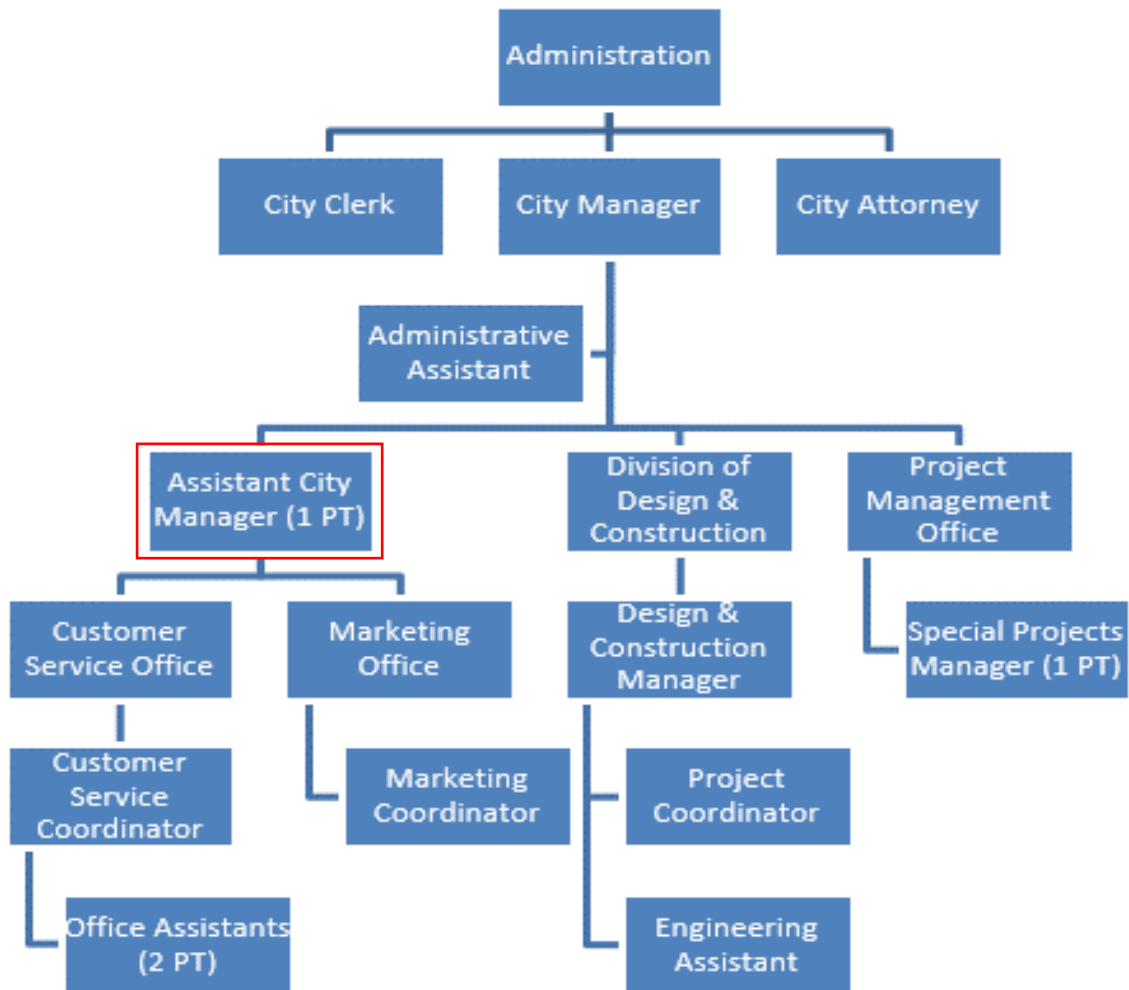 Administration
City Clerk
City Manager
City Attorney
Administrative
Assistant
Assistant City
Manager (1 PT)
Division of
Design &
Construction
Project
Management
Office
Customer
Service Office
Marketing
Office
Design &
Construction
Manager
Special Projects
Manager (1 PT)
Customer
Service
Coordinator
Marketing
Coordinator
Project
Coordinator
Office Assistants
(2 PT)
Engineering
Assistant